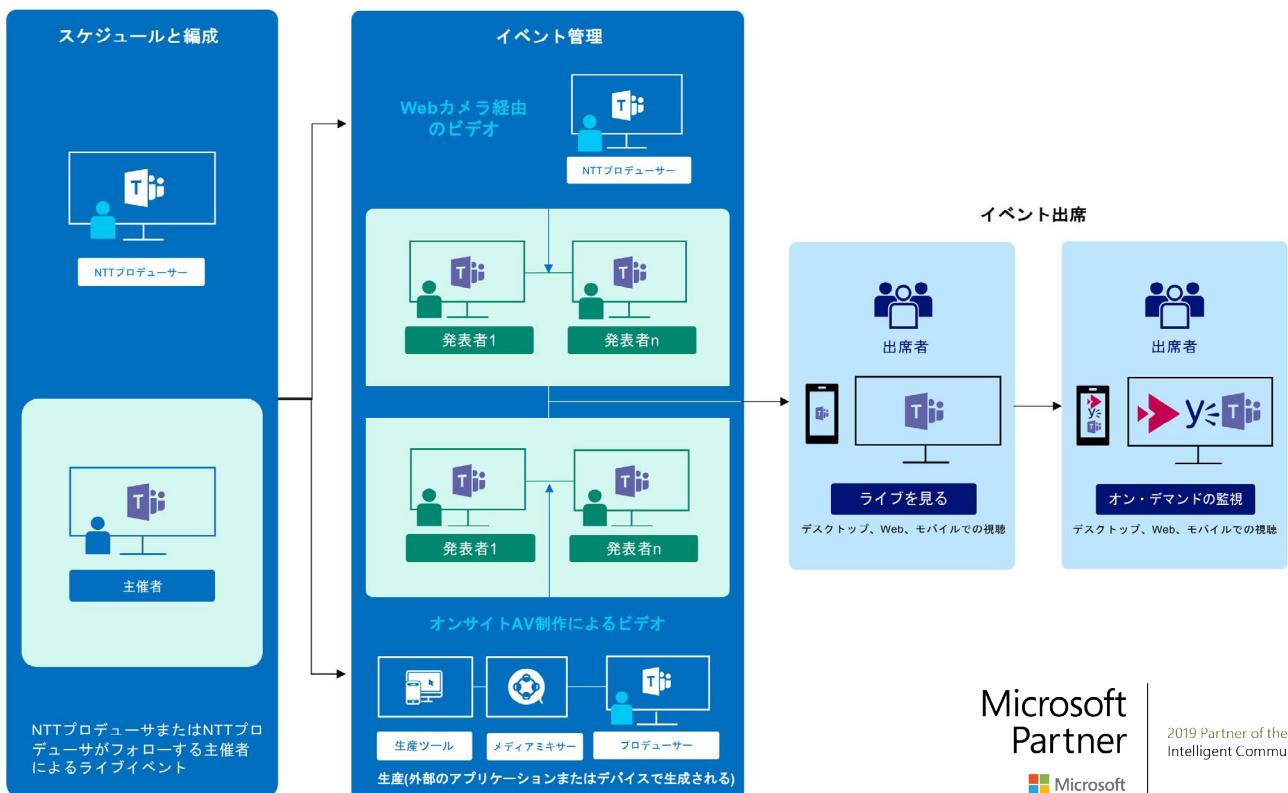 スケジュールと編成
NTTプロデューサー
主催者
NTTプロデューサまたはNTTプロ
デューサがフォローする主催者
によるライブイベント
イベント管理
Webカメラ経由
のビデオ
NTTプロデューサー
発表者1
発表者n
発表者1
発表者n
オンサイトAV制作によるビデオ
生産ツール
メディアミキサー
プロデューサー
生産(外部のアプリケーションまたはデバイスで生成される)
イベント出席
出席者
ライブを見る
デスクトップ、Web、モバイルでの視聴
出席者
オン・デマンドの監視
デスクトップ、Web、モバイルでの視聴
Microsoft
Partner
Microsoft
2019 Partner of the
Intelligent Commu